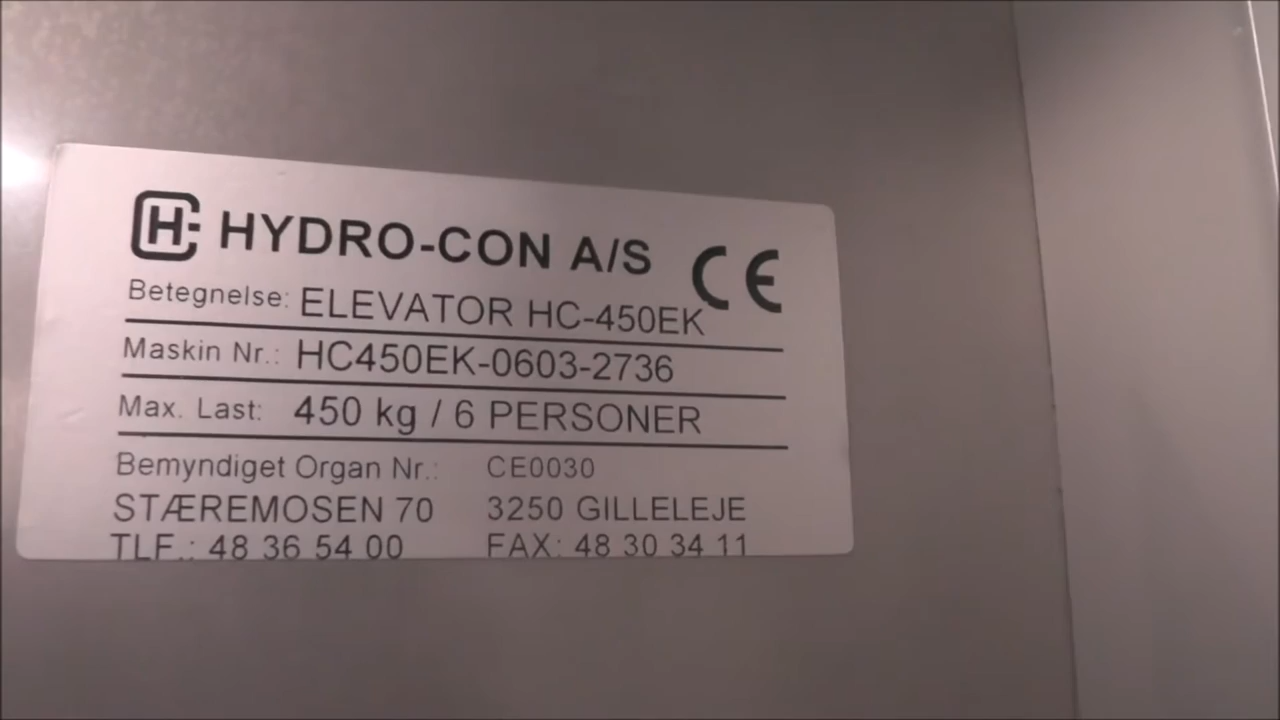 HC HYDRO-CON A/S CE
Betegnelse: ELEVATOR HC-450EK
Maskin Nr.: HC450EK-0603-2736
Max. Last: 450 kg / 6 PERSONER
Bemyndiget Organ Nr.: CE0030
STÆREMOSEN 70 3250 GILLELEJE
TLF.: 48 36 54 00 FAX: 48 30 34 11